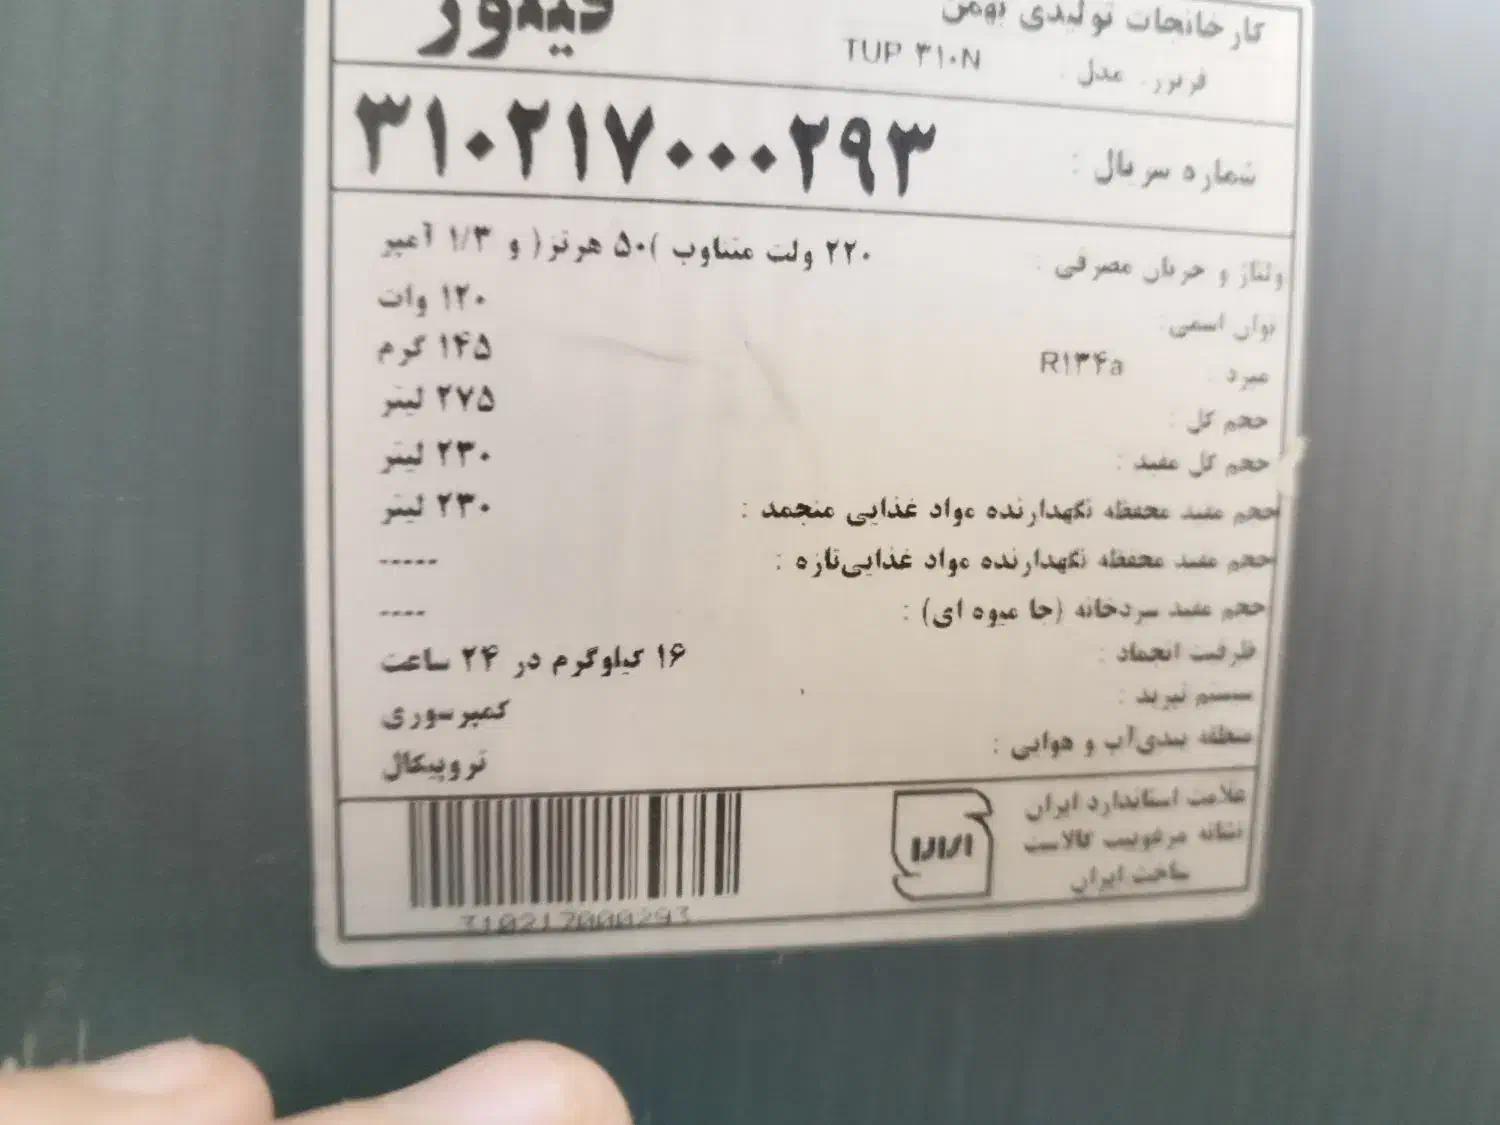 کارخانجات تولیدی بهمن
فیلور
فریزر مدل : TUP ۳۱۰N
شماره سریال : ۳۱۰۲۱۷۰۰۰۲۹۳
ولتاژ و جریان مصرفی : ۲۲۰ ولت متناوب )۵۰ هرتز( و ۱/۳ آمپر
توان اسمی : ۱۲۰ وات
مبرد : R۱۳۴a ۱۴۵ گرم
حجم کل : ۲۷۵ لیتر
حجم کل مفید : ۲۳۰ لیتر
حجم مفید محفظه نگهدارنده مواد غذایی منجمد : ۲۳۰ لیتر
حجم مفید محفظه نگهدارنده مواد غذایی‌تازه : -----
حجم مفید سردخانه (جا میوه ای) : ----
ظرفیت انجماد : ۱۶ کیلوگرم در ۲۴ ساعت
سیستم تبرید : کمپرسوری
منطقه بندی‌آب و هوایی : تروپیکال
علامت استاندارد ایران
نشانه مرغوبیت کالاست
ساخت ایران
310217000293